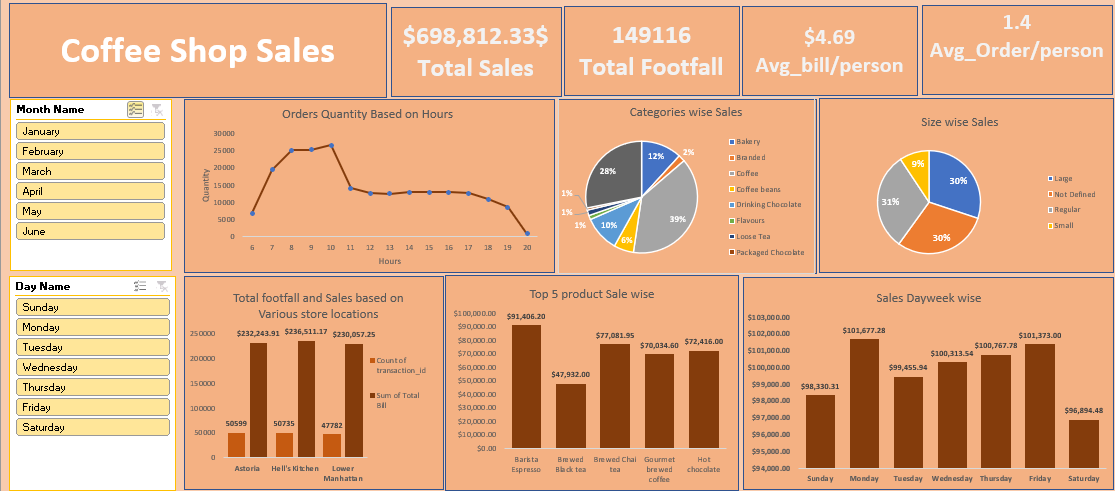 Coffee Shop Sales
$698,812.33$
Total Sales
149116
Total Footfall
$4.69
Avg_bill/person
1.4
Avg_Order/person
Month Name
January
February
March
April
May
June
Orders Quantity Based on Hours
Quantity
30000
25000
20000
15000
10000
5000
0
6 7 8 9 10 11 12 13 14 15 16 17 18 19 20
Hours
Categories wise Sales
12%
2%
39%
6%
10%
1%
1%
1%
28%
Bakery
Branded
Coffee
Coffee beans
Drinking Chocolate
Flavours
Loose Tea
Packaged Chocolate
Size wise Sales
30%
30%
31%
9%
Large
Not Defined
Regular
Small
Day Name
Sunday
Monday
Tuesday
Wednesday
Thursday
Friday
Saturday
Total footfall and Sales based on
Various store locations
250000
200000
150000
100000
50000
0
$232,243.91 $236,511.17 $230,057.25
50599 50735 47782
Astoria Hell's Kitchen Lower
Manhattan
Count of
transaction_id
Sum of Total
Bill
Top 5 product Sale wise
$100,000.00
$90,000.00
$80,000.00
$70,000.00
$60,000.00
$50,000.00
$40,000.00
$30,000.00
$20,000.00
$10,000.00
$0.00
$91,406.20
$47,932.00
$77,081.95
$70,034.60
$72,416.00
Barista
Espresso
Brewed
Black tea
Brewed Chai
tea
Gourmet
brewed
coffee
Hot
chocolate
Sales Dayweek wise
$103,000.00
$102,000.00
$101,000.00
$100,000.00
$99,000.00
$98,000.00
$97,000.00
$96,000.00
$95,000.00
$94,000.00
$98,330.31
$101,677.28
$99,455.94
$100,313.54
$100,767.78
$101,373.00
$96,894.48
Sunday Monday Tuesday Wednesday Thursday Friday Saturday